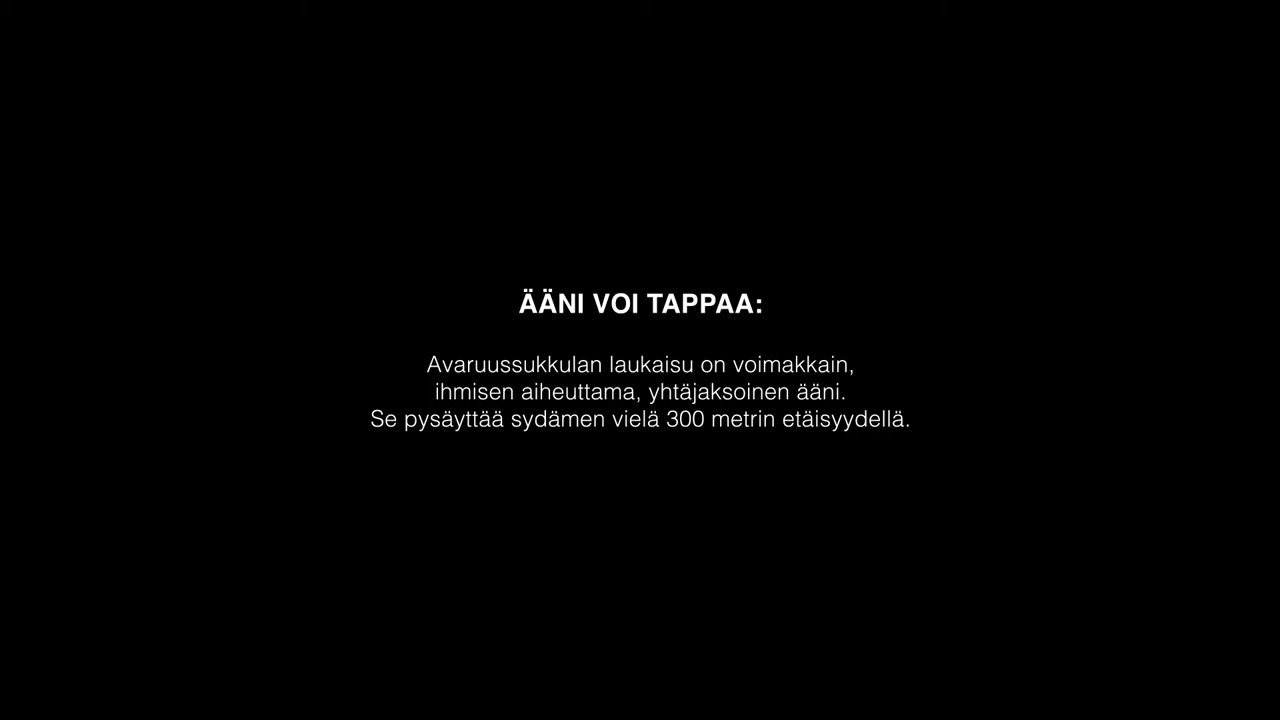 ÄÄNI VOI TAPPAA:
Avaruussukkulan laukaisu on voimakkain,
ihmisen aiheuttama, yhtäjaksoinen ääni.
Se pysäyttää sydämen vielä 300 metrin etäisyydellä.